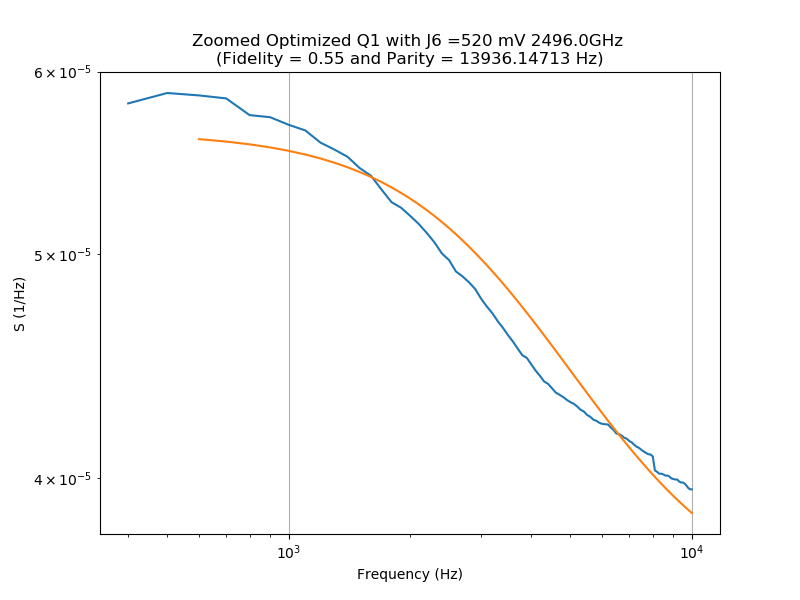 Zoomed Optimized Q1 with J6 =520 mV 2496.0GHz
(Fidelity = 0.55 and Parity = 13936.14713 Hz)
6 × 10⁻⁵
5 × 10⁻⁵
4 × 10⁻⁵
S (1/Hz)
10³ 10⁴
Frequency (Hz)